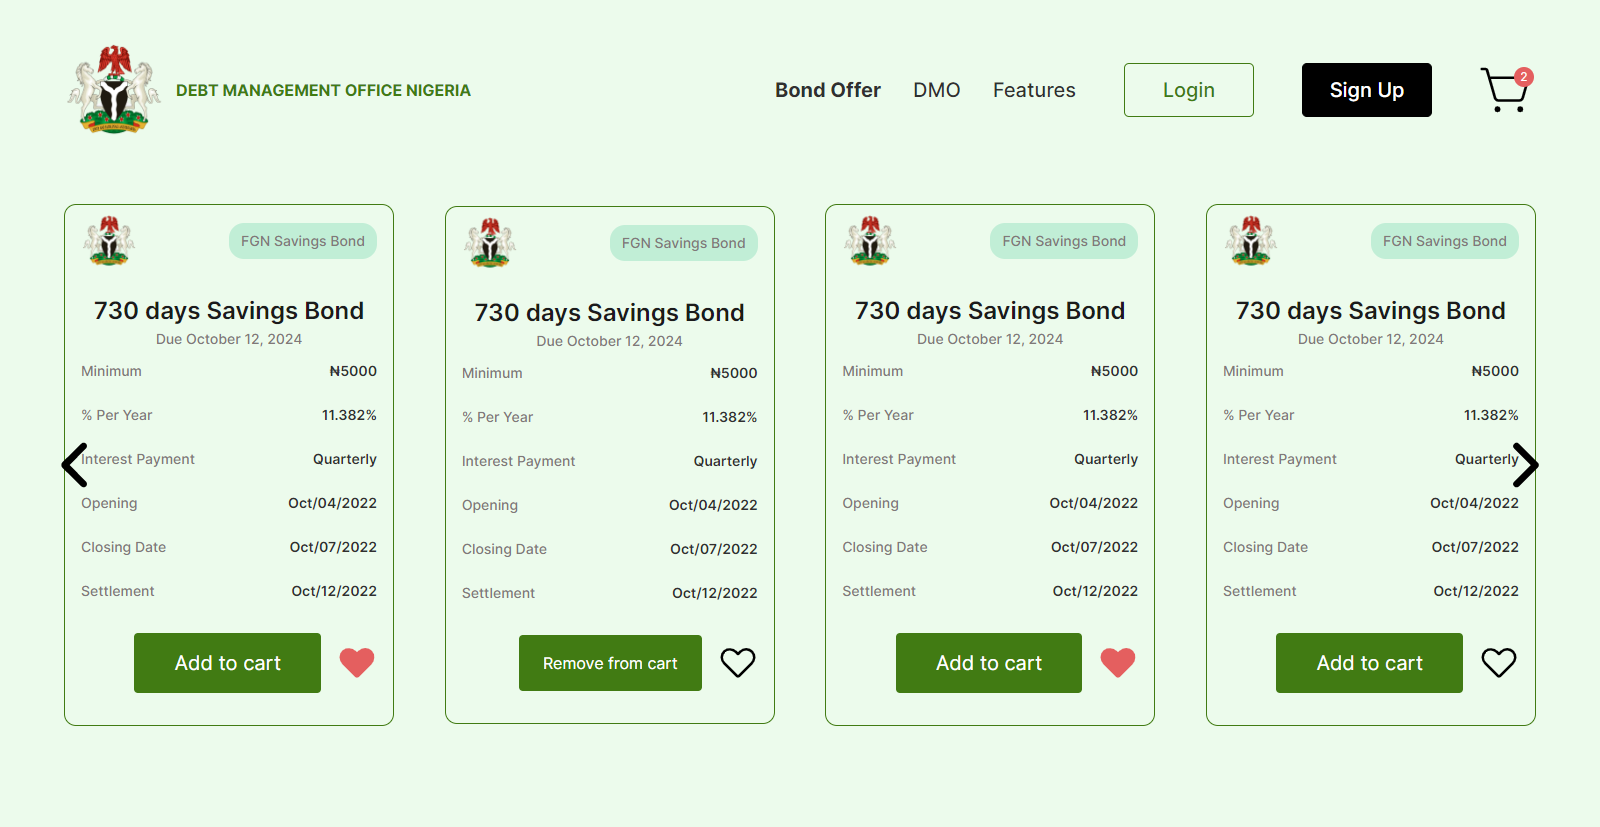 DEBT MANAGEMENT OFFICE NIGERIA
Bond Offer
DMO
Features
Login
Sign Up
2
FGN Savings Bond
730 days Savings Bond
Due October 12, 2024
Minimum ₦5000
% Per Year 11.382%
Interest Payment Quarterly
Opening Oct/04/2022
Closing Date Oct/07/2022
Settlement Oct/12/2022
Add to cart
FGN Savings Bond
730 days Savings Bond
Due October 12, 2024
Minimum ₦5000
% Per Year 11.382%
Interest Payment Quarterly
Opening Oct/04/2022
Closing Date Oct/07/2022
Settlement Oct/12/2022
Remove from cart
FGN Savings Bond
730 days Savings Bond
Due October 12, 2024
Minimum ₦5000
% Per Year 11.382%
Interest Payment Quarterly
Opening Oct/04/2022
Closing Date Oct/07/2022
Settlement Oct/12/2022
Add to cart
FGN Savings Bond
730 days Savings Bond
Due October 12, 2024
Minimum ₦5000
% Per Year 11.382%
Interest Payment Quarterly
Opening Oct/04/2022
Closing Date Oct/07/2022
Settlement Oct/12/2022
Add to cart